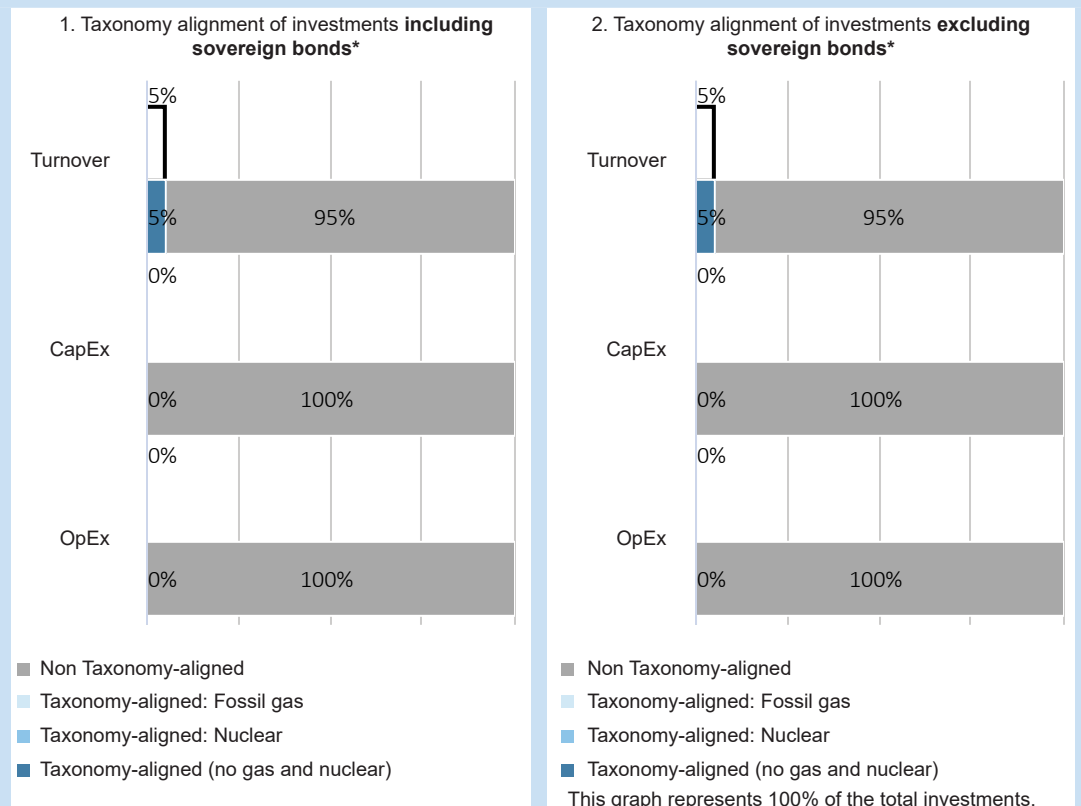 1. Taxonomy alignment of investments including
sovereign bonds*
5%
Turnover
5% 95%
0%
CapEx
0% 100%
0%
OpEx
0% 100%
Non Taxonomy-aligned
Taxonomy-aligned: Fossil gas
Taxonomy-aligned: Nuclear
Taxonomy-aligned (no gas and nuclear)
2. Taxonomy alignment of investments excluding
sovereign bonds*
5%
Turnover
5% 95%
0%
CapEx
0% 100%
0%
OpEx
0% 100%
Non Taxonomy-aligned
Taxonomy-aligned: Fossil gas
Taxonomy-aligned: Nuclear
Taxonomy-aligned (no gas and nuclear)
This graph represents 100% of the total investments.